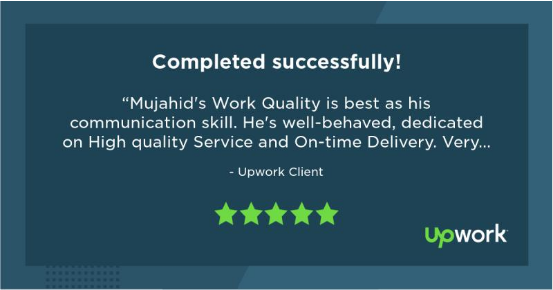 Completed successfully!
“Mujahid's Work Quality is best as his
communication skill. He's well-behaved, dedicated
on High quality Service and On-time Delivery. Very...
- Upwork Client
upwork